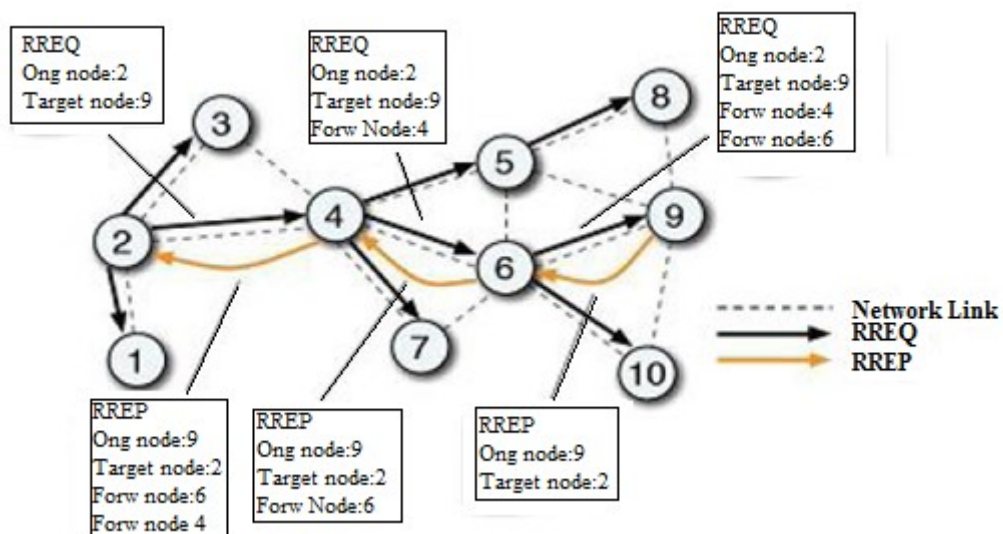 RREQ
Ong node:2
Target node:9
RREQ
Ong node:2
Target node:9
Forw Node:4
RREQ
Ong node:2
Target node:9
Forw node:4
Forw node:6
3
8
5
4
9
2
6
1
7
10
Network Link
RREQ
RREP
RREP
Ong node:9
Target node:2
Forw node:6
Forw node 4
RREP
Ong node:9
Target node:2
Forw Node:6
RREP
Ong node:9
Target node:2